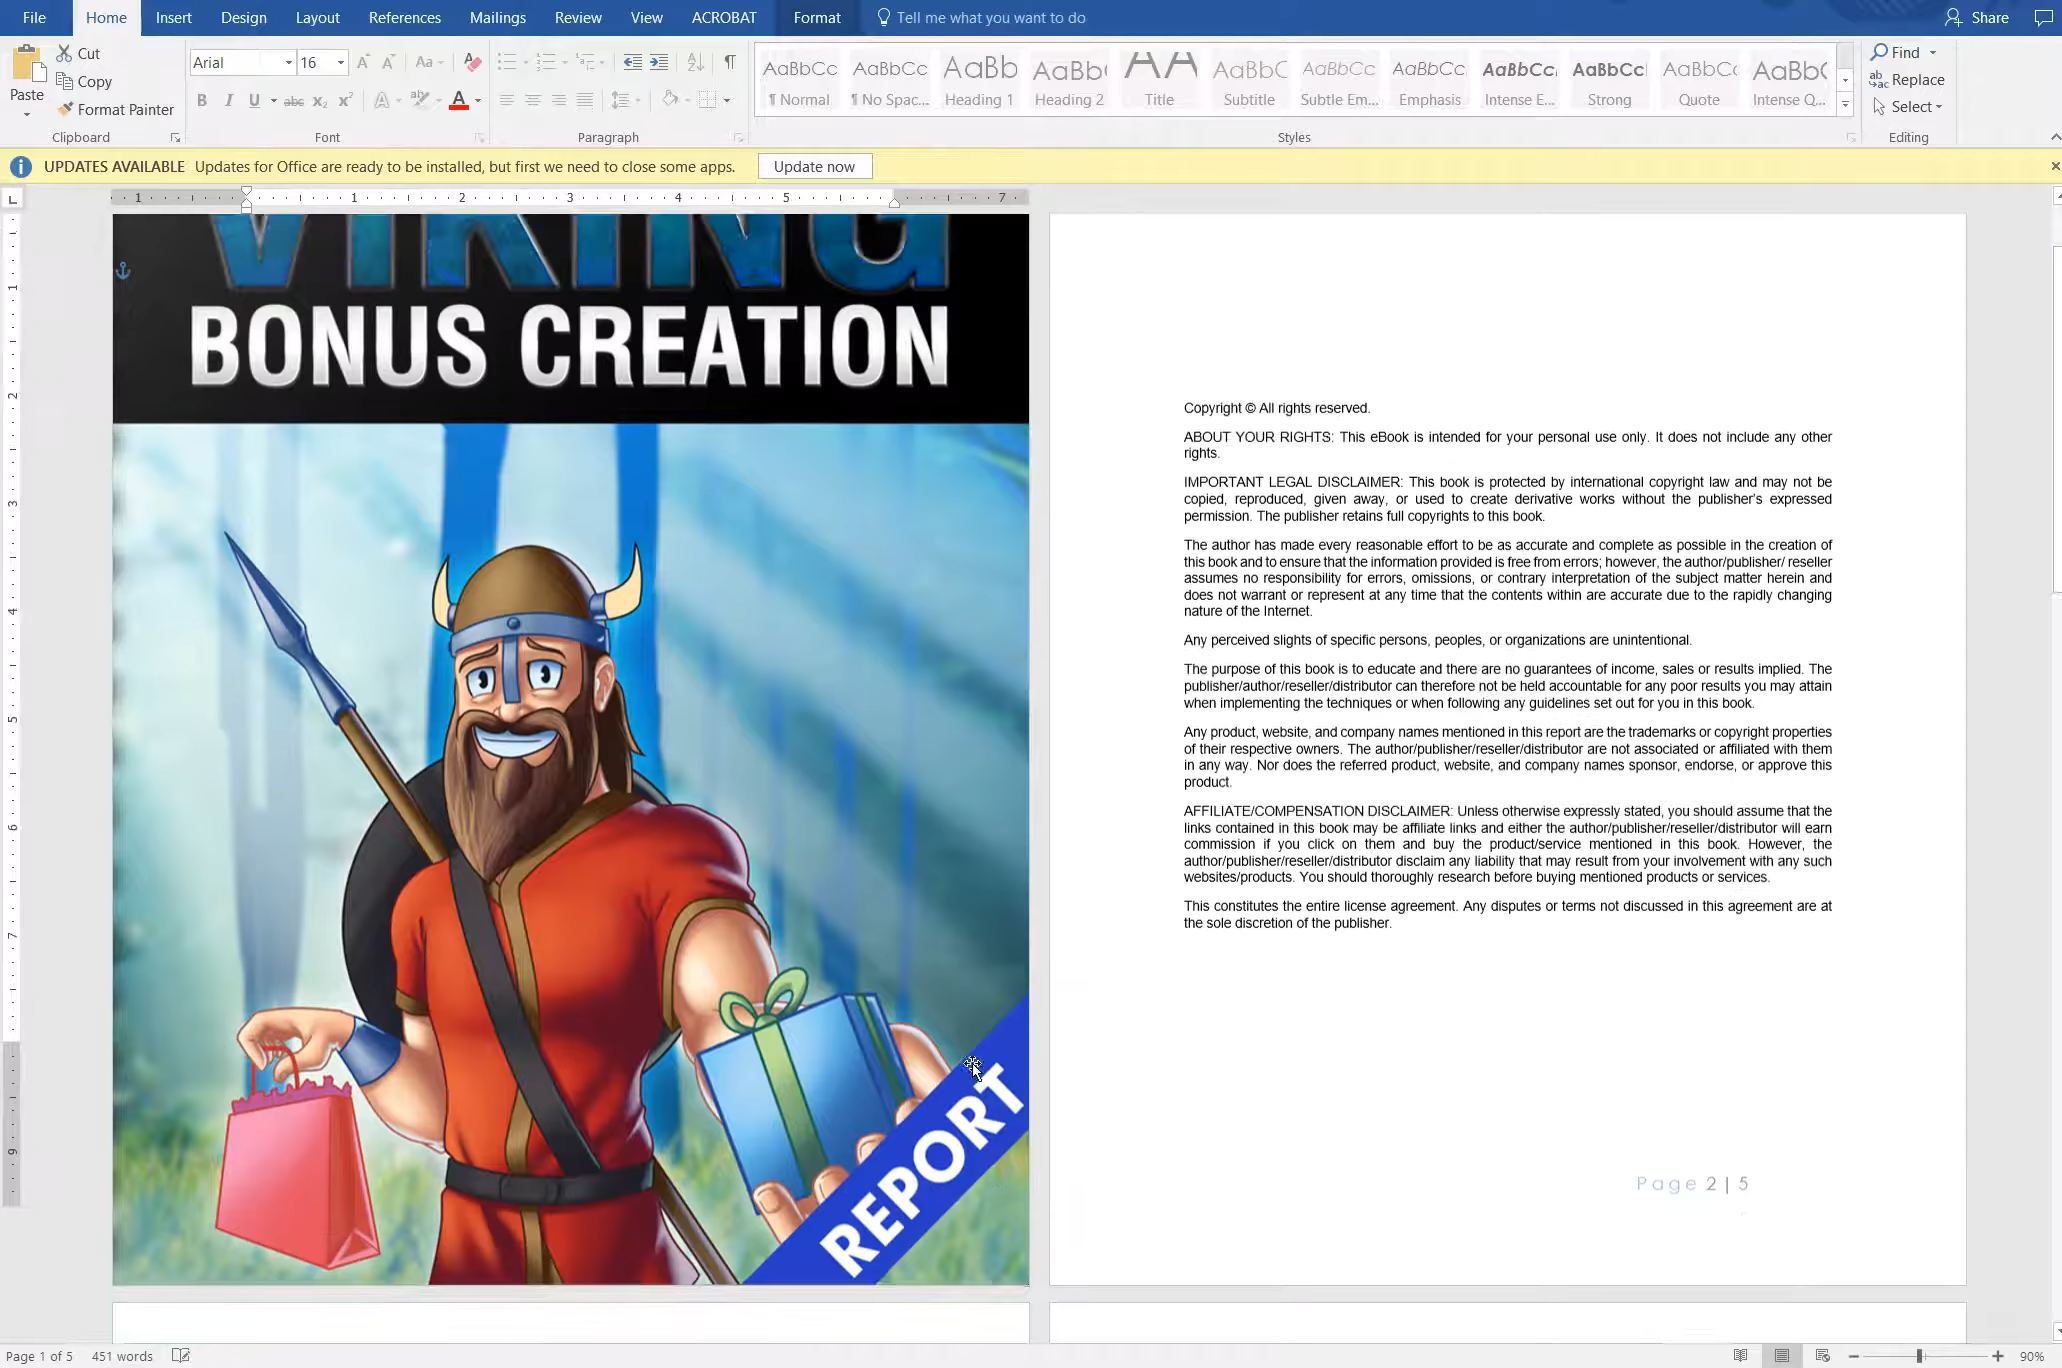 File Home Insert Design Layout References Mailings Review View ACROBAT Format Tell me what you want to do Share
Paste
Cut
Copy
Format Painter
Clipboard
Arial 16
Font
Paragraph
AaBbCc AaBbCc AaBb AaBb AA AaBbC AaBbCc AaBbCc AaBbCc AaBbCc AaBbCc AaBb
¶ Normal ¶ No Spac... Heading 1 Heading 2 Title Subtitle Subtle Em... Emphasis Intense E... Strong Quote Intense Q...
Styles
Find
Replace
Select
Editing
UPDATES AVAILABLE Updates for Office are ready to be installed, but first we need to close some apps. Update now
1 1 2 3 4 5 7
VIKING
BONUS CREATION
REPORT
Copyright © All rights reserved.
ABOUT YOUR RIGHTS: This eBook is intended for your personal use only. It does not include any other
rights.
IMPORTANT LEGAL DISCLAIMER: This book is protected by international copyright law and may not be
copied, reproduced, given away, or used to create derivative works without the publisher's expressed
permission. The publisher retains full copyrights to this book.
The author has made every reasonable effort to be as accurate and complete as possible in the creation of
this book and to ensure that the information provided is free from errors; however, the author/publisher/ reseller
assumes no responsibility for errors, omissions, or contrary interpretation of the subject matter herein and
does not warrant or represent at any time that the contents within are accurate due to the rapidly changing
nature of the Internet.
Any perceived slights of specific persons, peoples, or organizations are unintentional.
The purpose of this book is to educate and there are no guarantees of income, sales or results implied. The
publisher/author/reseller/distributor can therefore not be held accountable for any poor results you may attain
when implementing the techniques or when following any guidelines set out for you in this book.
Any product, website, and company names mentioned in this report are the trademarks or copyright properties
of their respective owners. The author/publisher/reseller/distributor are not associated or affiliated with them
in any way. Nor does the referred product, website, and company names sponsor, endorse, or approve this
product.
AFFILIATE/COMPENSATION DISCLAIMER: Unless otherwise expressly stated, you should assume that the
links contained in this book may be affiliate links and either the author/publisher/reseller/distributor will earn
commission if you click on them and buy the product/service mentioned in this book. However, the
author/publisher/reseller/distributor disclaim any liability that may result from your involvement with any such
websites/products. You should thoroughly research before buying mentioned products or services.
This constitutes the entire license agreement. Any disputes or terms not discussed in this agreement are at
the sole discretion of the publisher.
Page 2 | 5
Page 1 of 5 451 words 90%